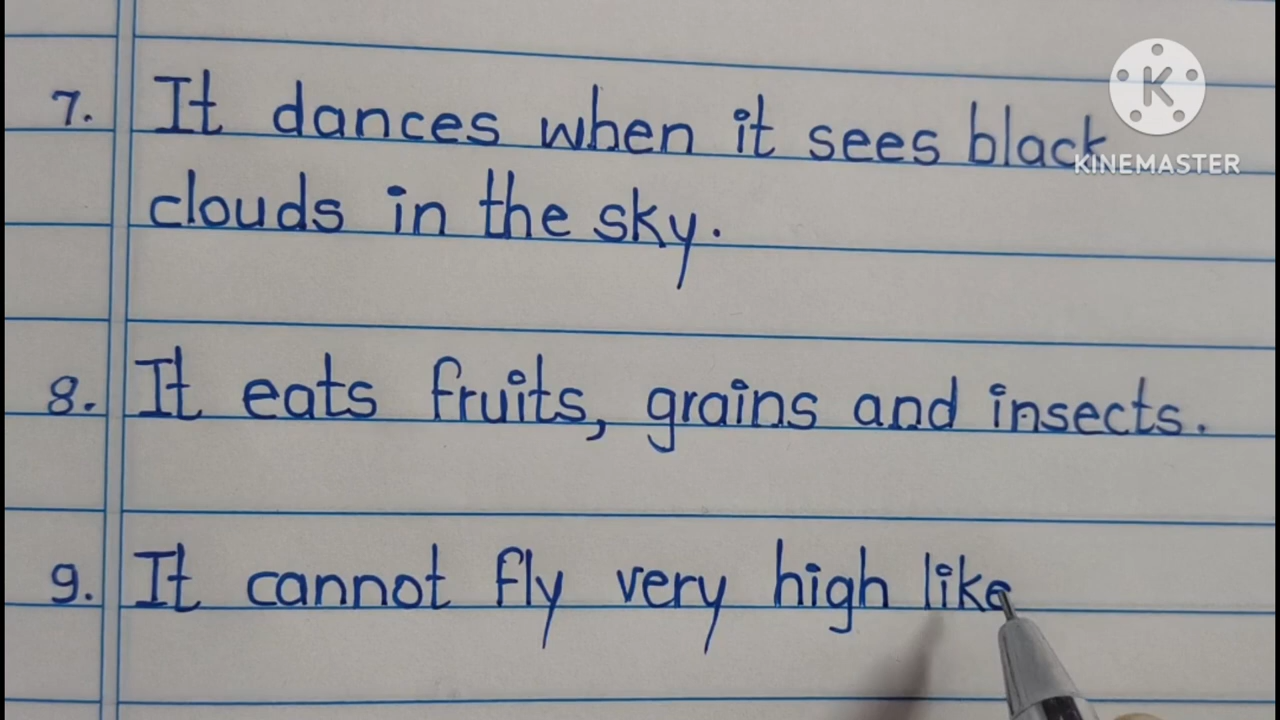 7. It dances when it sees black
clouds in the sky.
8. It eats fruits, grains and insects.
9. It cannot fly very high like
K
KINEMASTER